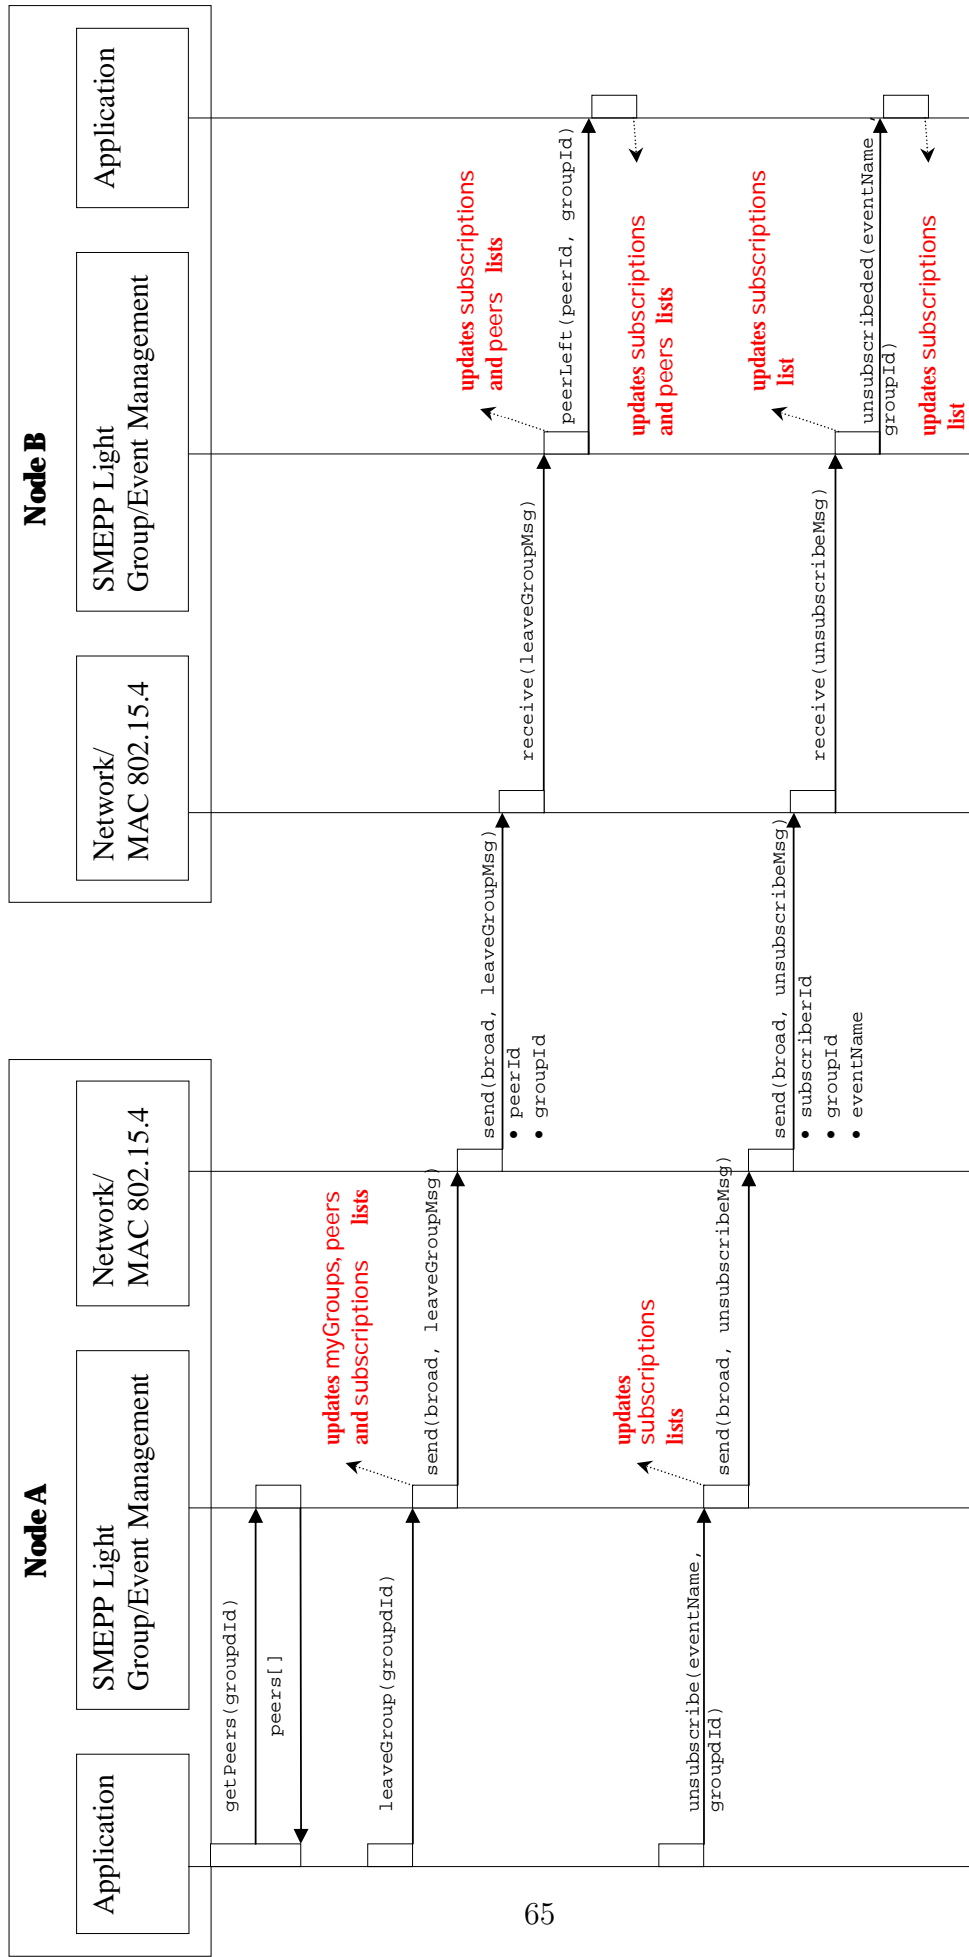 Node A
Node B
Application
SMEPP Light
Group/Event Management
Network/
MAC 802.15.4
Network/
MAC 802.15.4
SMEPP Light
Group/Event Management
Application
getPeers(groupdId)
peers[]
leaveGroup(groupdId)
updates myGroups, peers
and subscriptions lists
send(broad, leaveGroupMsg)
send(broad, leaveGroupMsg)
• peerId
• groupId
receive(leaveGroupMsg)
updates subscriptions
and peers lists
peerLeft(peerId, groupId)
updates subscriptions
and peers lists
unsubscribe(eventName,
groupdId)
updates
subscriptions
lists
send(broad, unsubscribeMsg)
send(broad, unsubscribeMsg)
• subscriberId
• groupId
• eventName
receive(unsubscribeMsg)
updates subscriptions
list
unsubscribeded(eventName,
groupId)
updates subscriptions
list
65